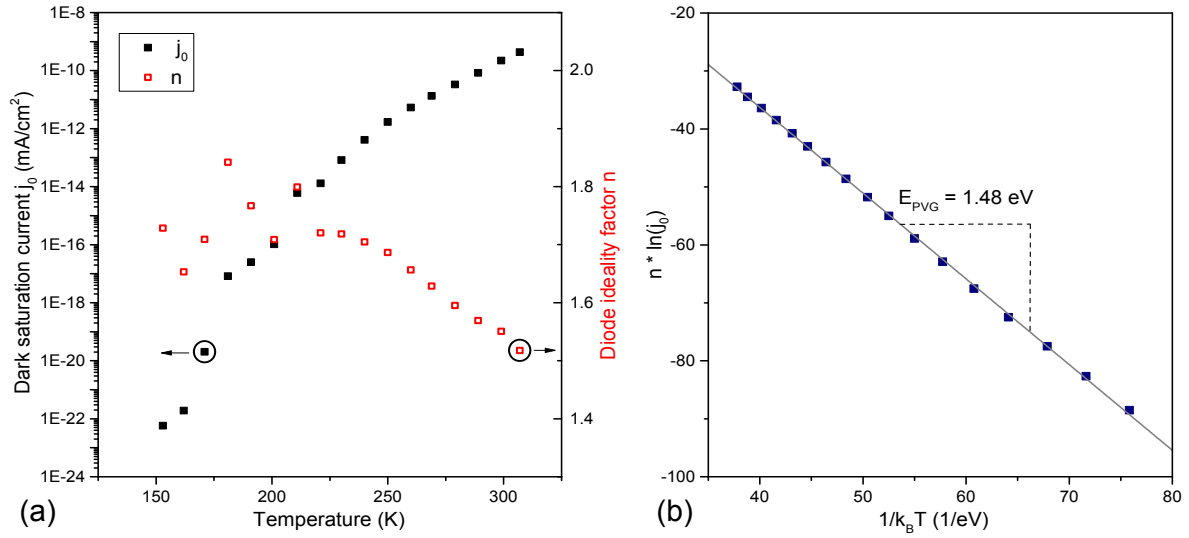 1E-8
1E-10
1E-12
1E-14
1E-16
1E-18
1E-20
1E-22
1E-24
Dark saturation current j₀ (mA/cm²)
j₀
n
2.0
1.8
1.6
1.4
Diode ideality factor n
150
200
250
300
Temperature (K)
(a)
-20
-40
-60
-80
-100
n* ln(j₀)
E_PVG = 1.48 eV
40
50
60
70
80
1/k_BT (1/eV)
(b)